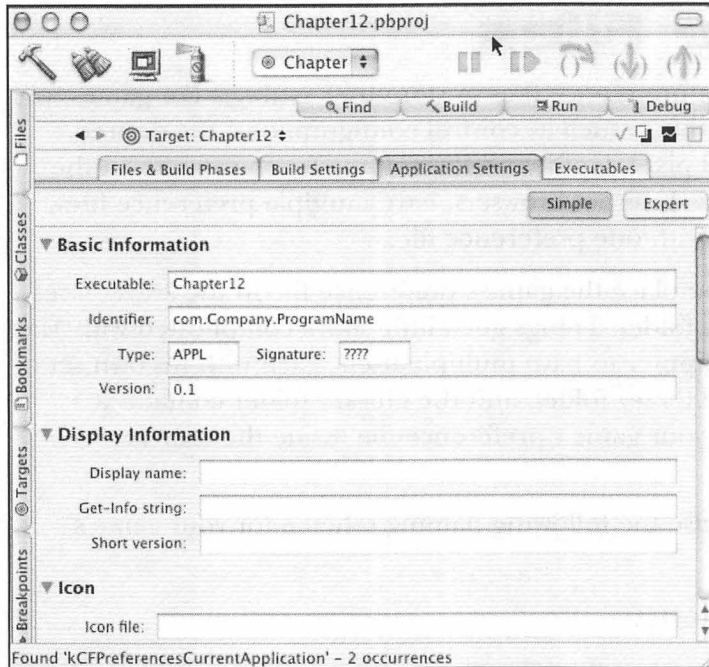 Chapter12.pbproj
Chapter
Find Build Run Debug
Target: Chapter12
Files & Build Phases Build Settings Application Settings Executables
Simple Expert
Files
Classes
Bookmarks
Targets
Breakpoints
Basic Information
Executable: Chapter12
Identifier: com.Company.ProgramName
Type: APPL Signature: ????
Version: 0.1
Display Information
Display name:
Get-Info string:
Short version:
Icon
Icon file:
Found 'kCFPreferencesCurrentApplication' – 2 occurrences